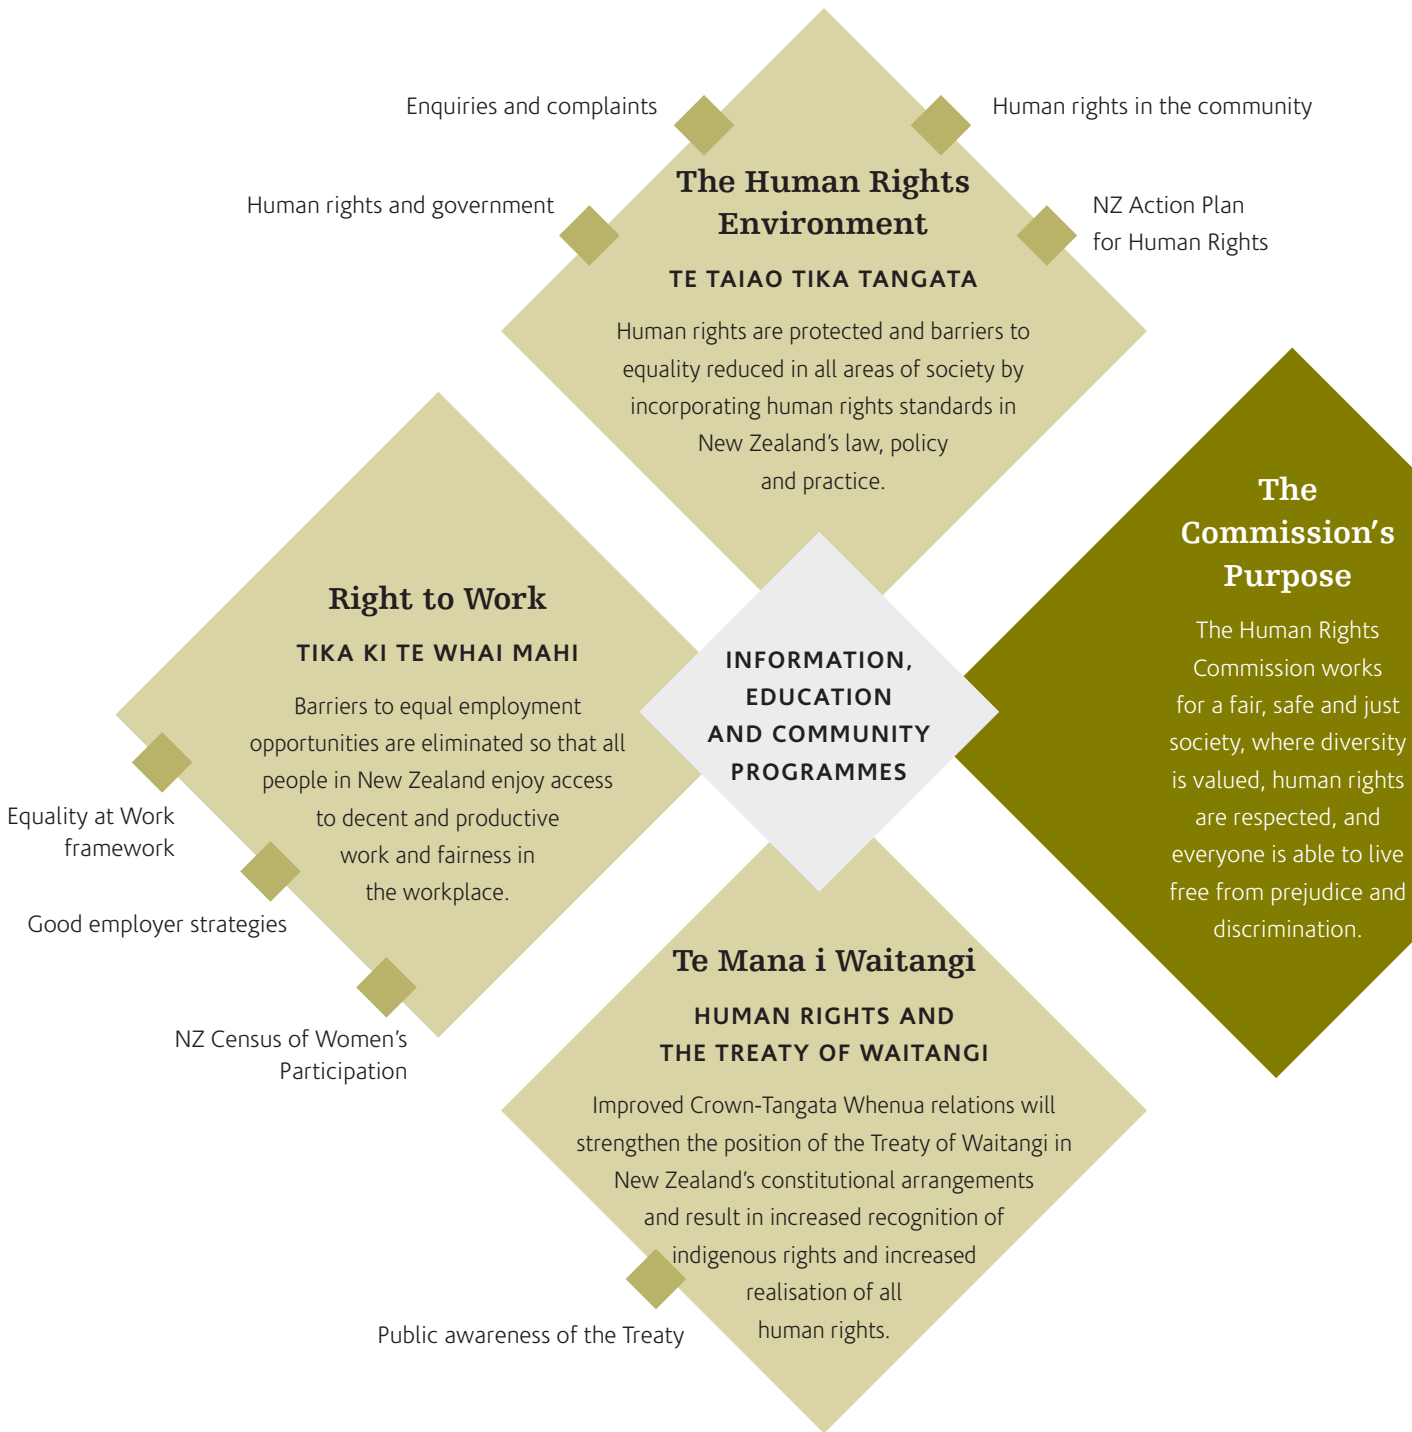 Enquiries and complaints
Human rights in the community
Human rights and government
NZ Action Plan
for Human Rights
The Human Rights
Environment
TE TAIAO TIKA TANGATA
Human rights are protected and barriers to
equality reduced in all areas of society by
incorporating human rights standards in
New Zealand’s law, policy
and practice.
Right to Work
TIKA KI TE WHAI MAHI
Barriers to equal employment
opportunities are eliminated so that all
people in New Zealand enjoy access
to decent and productive
work and fairness in
the workplace.
Equality at Work
framework
Good employer strategies
NZ Census of Women’s
Participation
INFORMATION,
EDUCATION
AND COMMUNITY
PROGRAMMES
The
Commission’s
Purpose
The Human Rights
Commission works
for a fair, safe and just
society, where diversity
is valued, human rights
are respected, and
everyone is able to live
free from prejudice and
discrimination.
Te Mana i Waitangi
HUMAN RIGHTS AND
THE TREATY OF WAITANGI
Improved Crown-Tangata Whenua relations will
strengthen the position of the Treaty of Waitangi in
New Zealand’s constitutional arrangements
and result in increased recognition of
indigenous rights and increased
realisation of all
human rights.
Public awareness of the Treaty